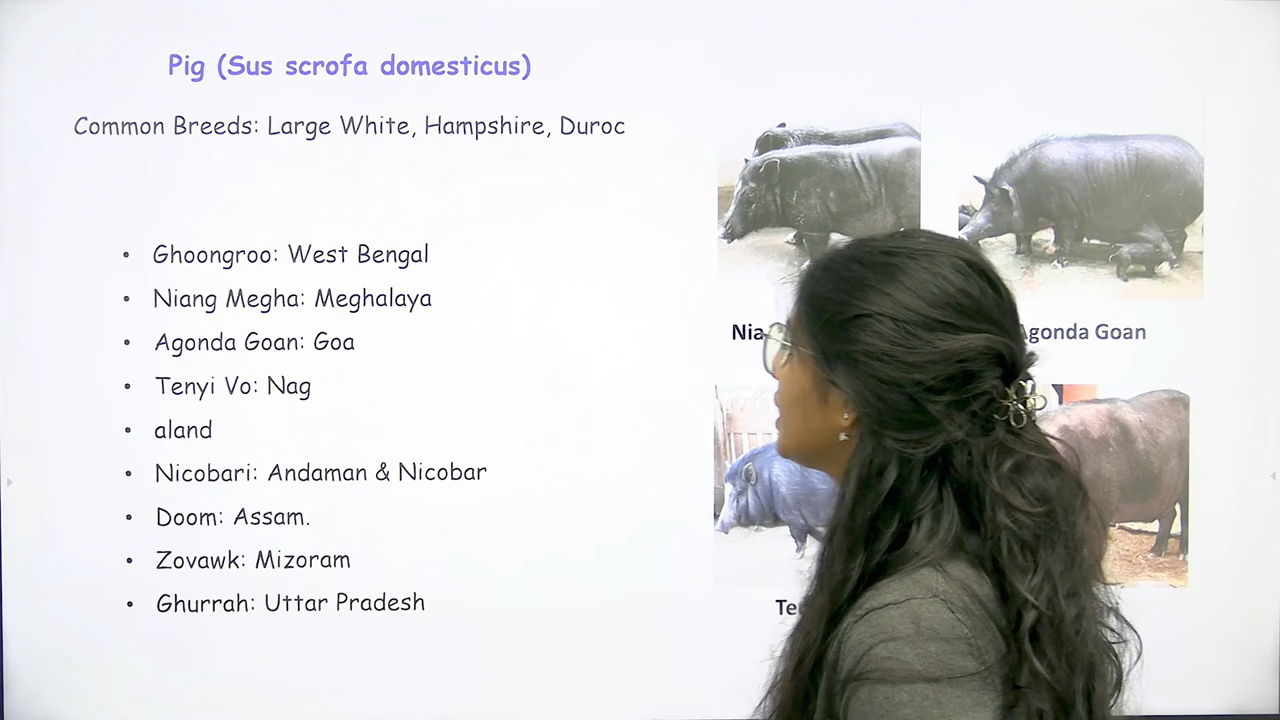 Pig (Sus scrofa domesticus)
Common Breeds: Large White, Hampshire, Duroc
• Ghoongroo: West Bengal
• Niang Megha: Meghalaya
• Agonda Goan: Goa
• Tenyi Vo: Nag
• aland
• Nicobari: Andaman & Nicobar
• Doom: Assam.
• Zovawk: Mizoram
• Ghurrah: Uttar Pradesh
Agonda Goan